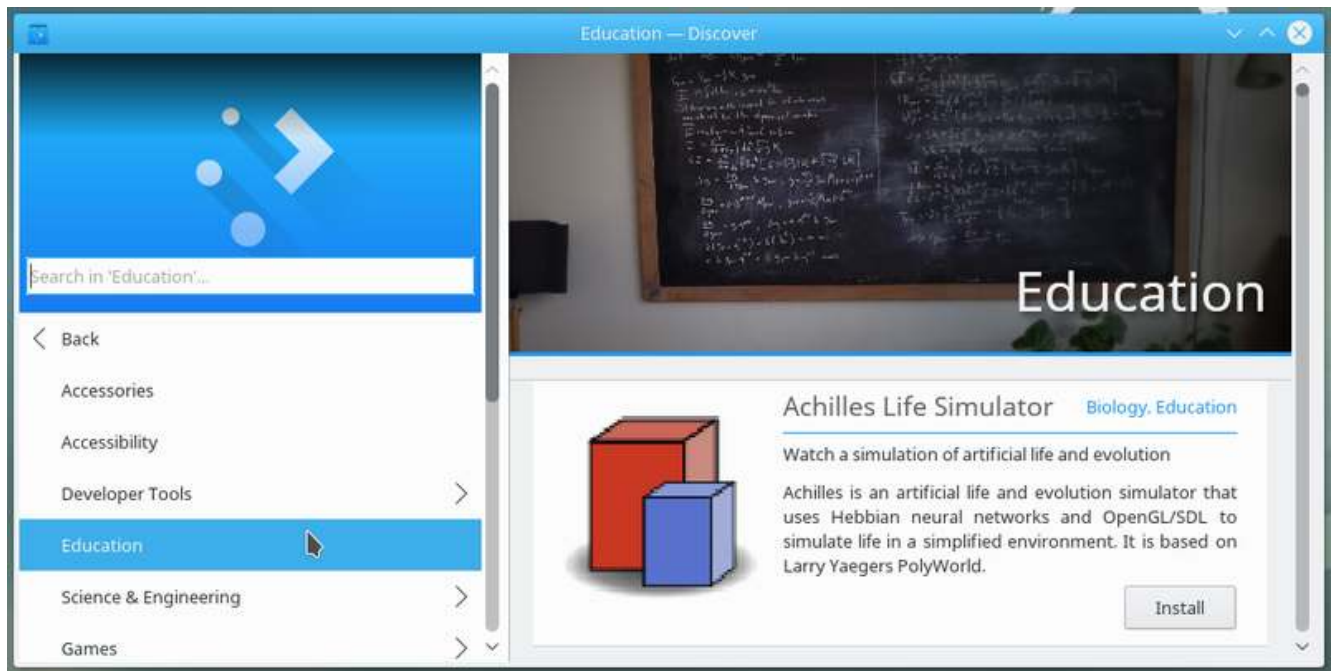 Education — Discover
Search in 'Education'...
Back
Accessories
Accessibility
Developer Tools
Education
Science & Engineering
Games
Education
Achilles Life Simulator
Biology, Education
Watch a simulation of artificial life and evolution
Achilles is an artificial life and evolution simulator that
uses Hebbian neural networks and OpenGL/SDL to
simulate life in a simplified environment. It is based on
Larry Yaegers PolyWorld.
Install